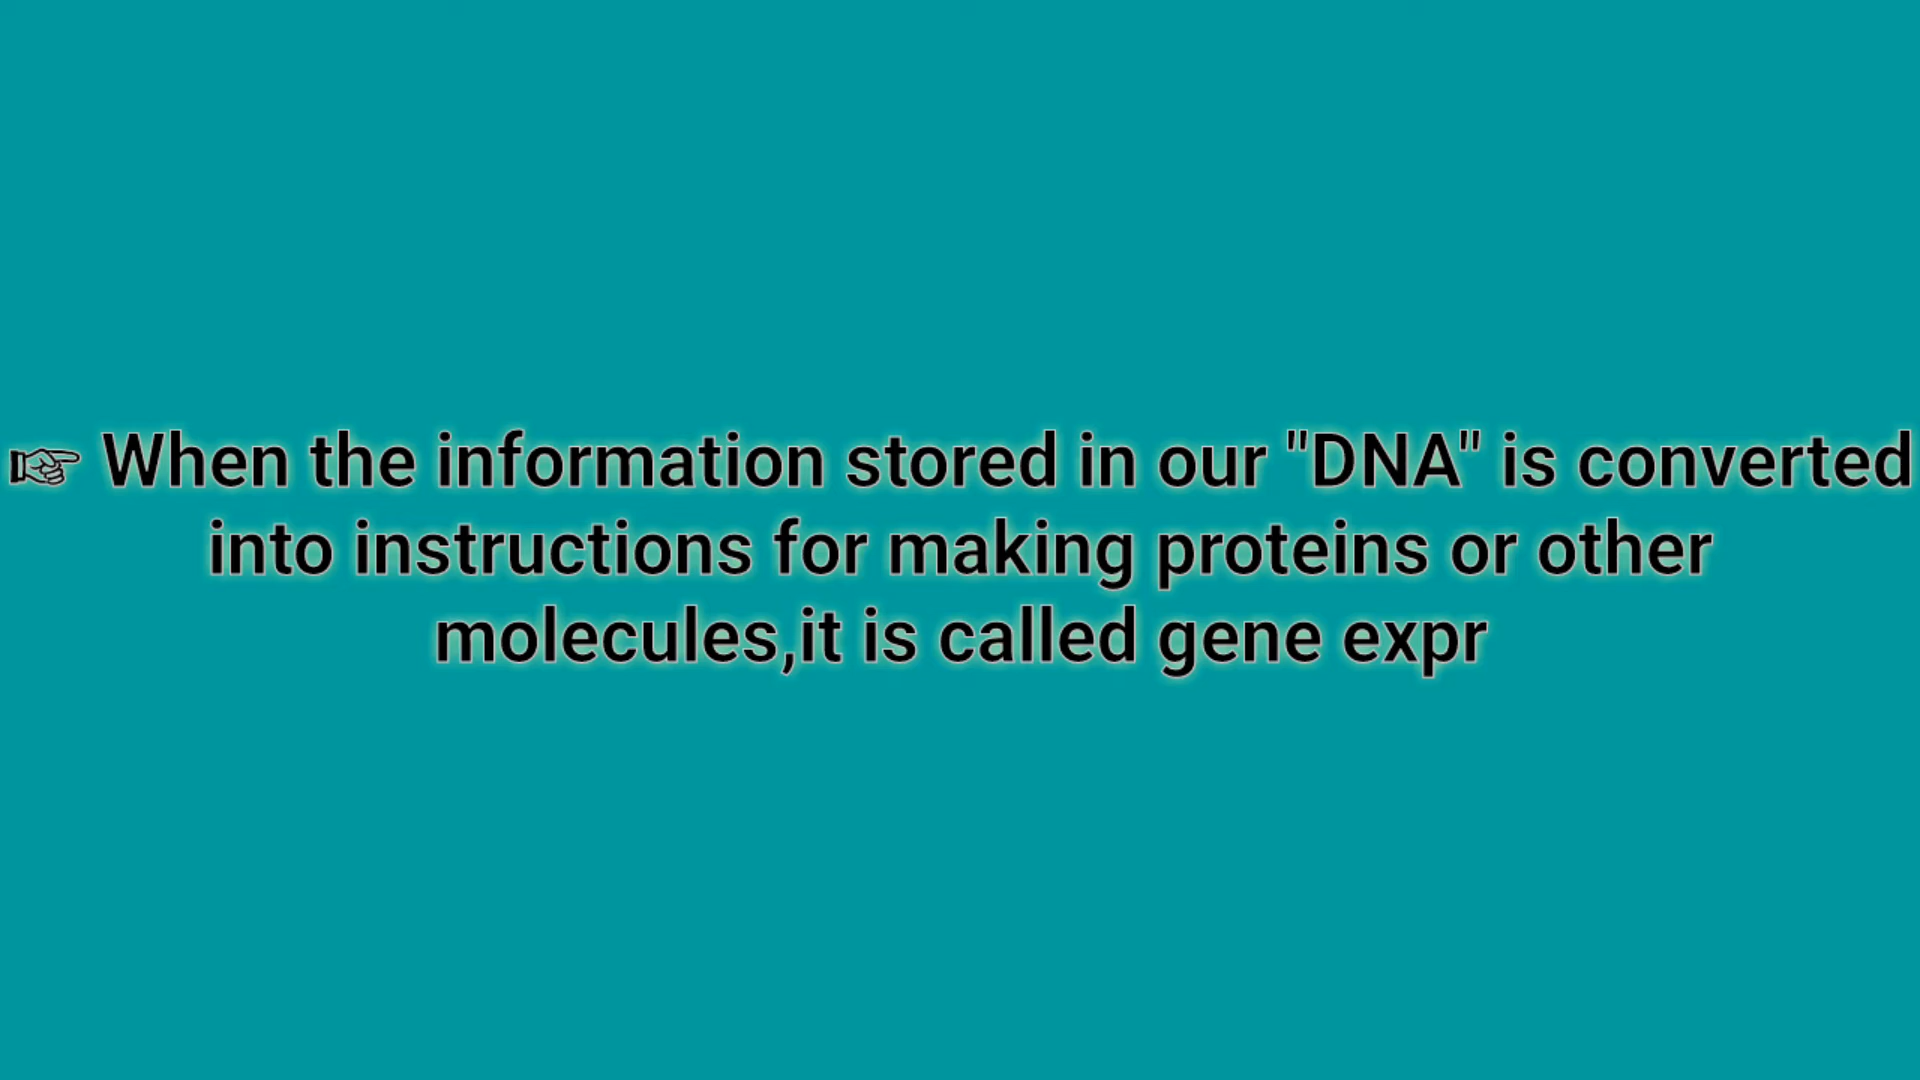 ☞ When the information stored in our "DNA" is converted
into instructions for making proteins or other
molecules,it is called gene expr